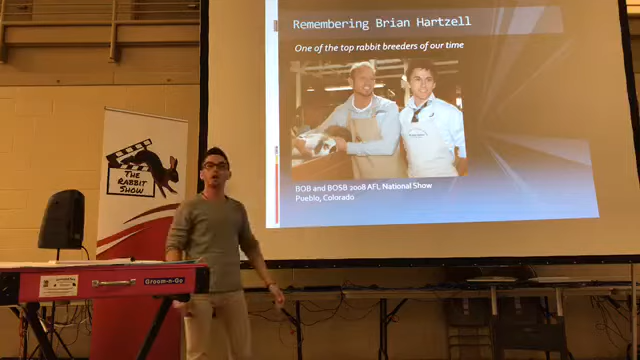 Remembering Brian Hartzell
One of the top rabbit breeders of our time
BOB and BOSB 2008 AFL National Show
Pueblo, Colorado
THE
RABBIT
SHOW
Groom-n-Go